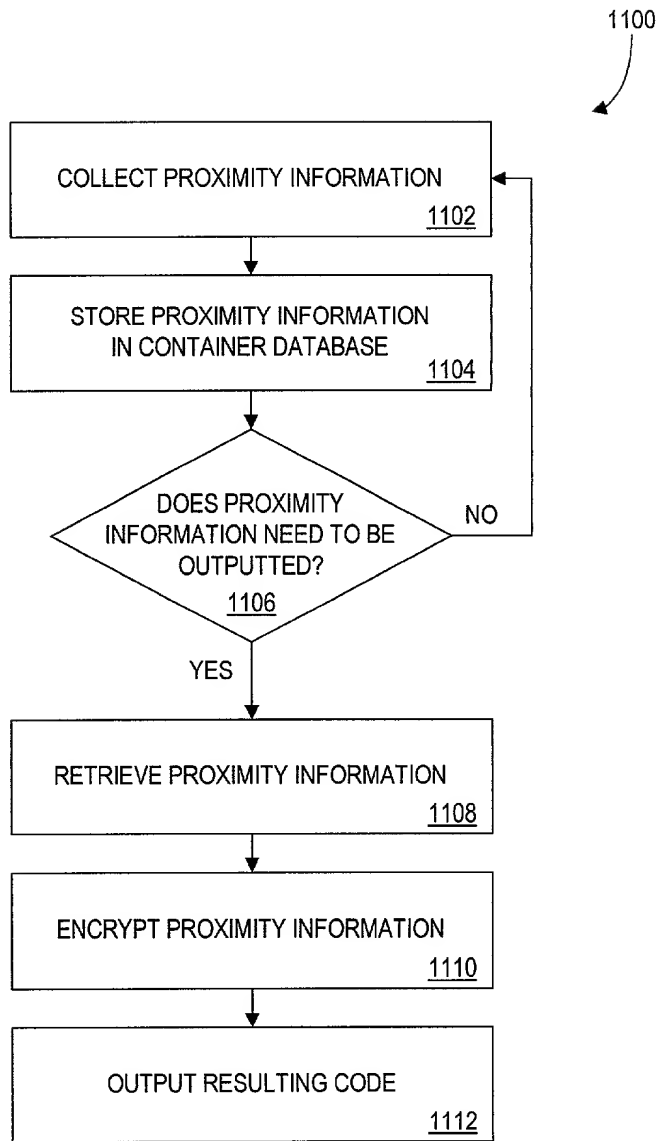 1100
COLLECT PROXIMITY INFORMATION
1102
STORE PROXIMITY INFORMATION
IN CONTAINER DATABASE
1104
DOES PROXIMITY
INFORMATION NEED TO BE
OUTPUTTED?
1106
NO
YES
RETRIEVE PROXIMITY INFORMATION
1108
ENCRYPT PROXIMITY INFORMATION
1110
OUTPUT RESULTING CODE
1112